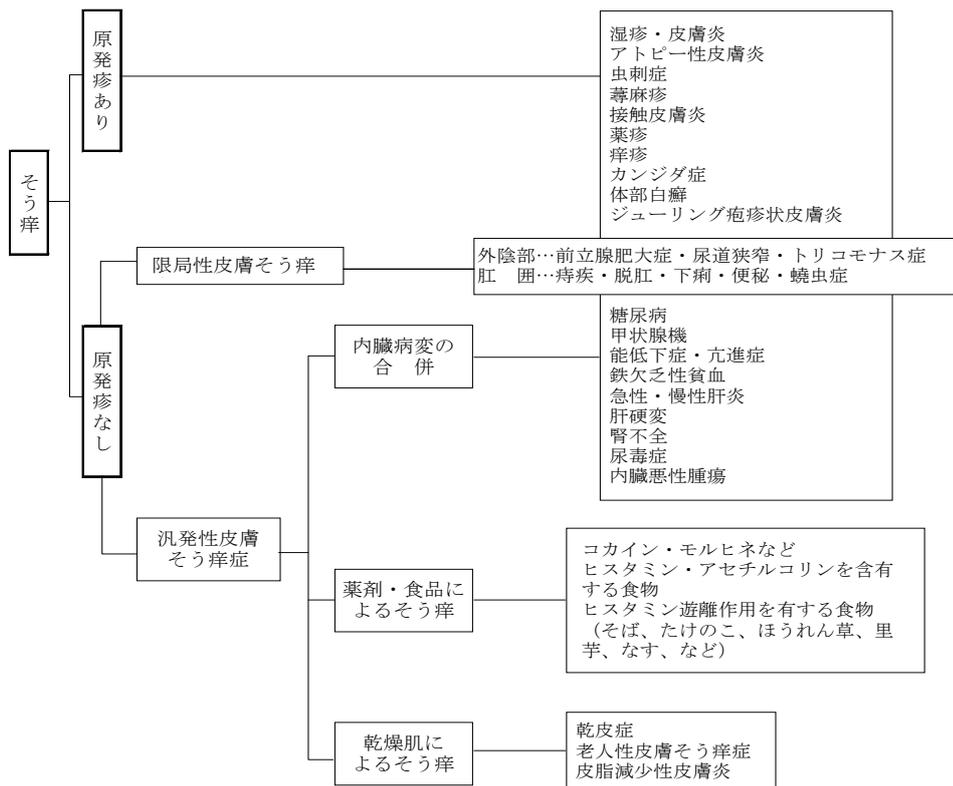 そう痒
原発疹あり
湿疹・皮膚炎
アトピー性皮膚炎
虫刺症
蕁麻疹
接触皮膚炎
薬疹
痒疹
カンジダ症
体部白癬
ジューリング疱疹状皮膚炎
原発疹なし
限局性皮膚そう痒
外陰部…前立腺肥大症・尿道狭窄・トリコモナス症
肛　囲…痔疾・脱肛・下痢・便秘・蟯虫症
汎発性皮膚
そう痒症
内臓病変の
合　併
糖尿病
甲状腺機
能低下症・亢進症
鉄欠乏性貧血
急性・慢性肝炎
肝硬変
腎不全
尿毒症
内臓悪性腫瘍
薬剤・食品に
よるそう痒
コカイン・モルヒネなど
ヒスタミン・アセチルコリンを含有
する食物
ヒスタミン遊離作用を有する食物
（そば、たけのこ、ほうれん草、里
芋、なす、など）
乾燥肌に
よるそう痒
乾皮症
老人性皮膚そう痒症
皮脂減少性皮膚炎